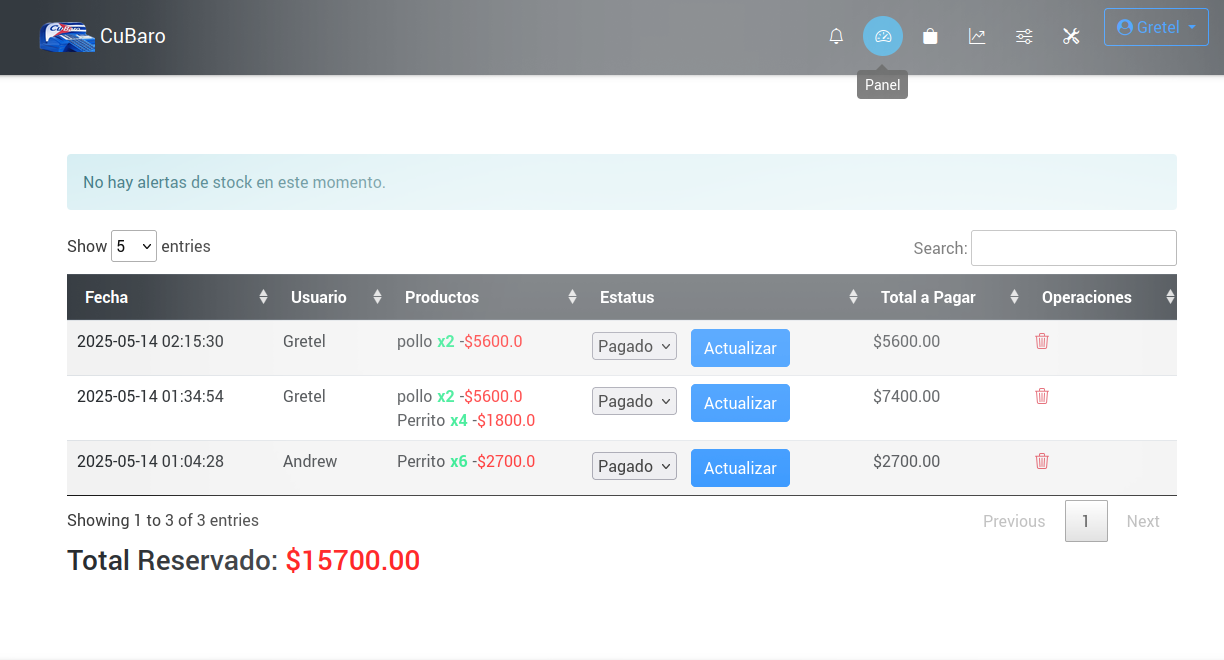 CuBaro
Gretel
Panel
No hay alertas de stock en este momento.
Show 5 entries
Search:
Fecha Usuario Productos Estatus Total a Pagar Operaciones
2025-05-14 02:15:30 Gretel pollo x2 -$5600.0 Pagado Actualizar $5600.00
2025-05-14 01:34:54 Gretel pollo x2 -$5600.0 Pagado Actualizar $7400.00
Perrito x4 -$1800.0
2025-05-14 01:04:28 Andrew Perrito x6 -$2700.0 Pagado Actualizar $2700.00
Showing 1 to 3 of 3 entries
Previous 1 Next
Total Reservado: $15700.00